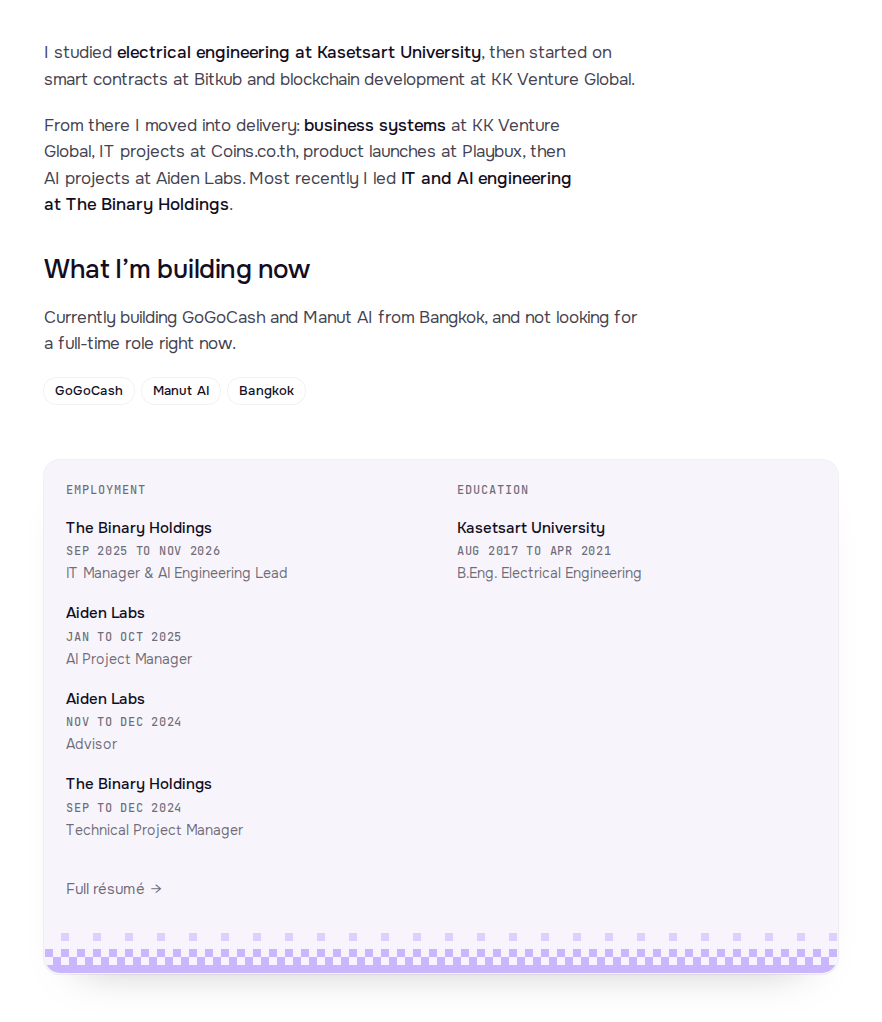 I studied electrical engineering at Kasetsart University, then started on
smart contracts at Bitkub and blockchain development at KK Venture Global.
From there I moved into delivery: business systems at KK Venture
Global, IT projects at Coins.co.th, product launches at Playbux, then
AI projects at Aiden Labs. Most recently I led IT and AI engineering
at The Binary Holdings.
What I’m building now
Currently building GoGoCash and Manut AI from Bangkok, and not looking for
a full-time role right now.
GoGoCash Manut AI Bangkok
EMPLOYMENT
The Binary Holdings
SEP 2025 TO NOV 2026
IT Manager & AI Engineering Lead
Aiden Labs
JAN TO OCT 2025
AI Project Manager
Aiden Labs
NOV TO DEC 2024
Advisor
The Binary Holdings
SEP TO DEC 2024
Technical Project Manager
Full résumé →
EDUCATION
Kasetsart University
AUG 2017 TO APR 2021
B.Eng. Electrical Engineering